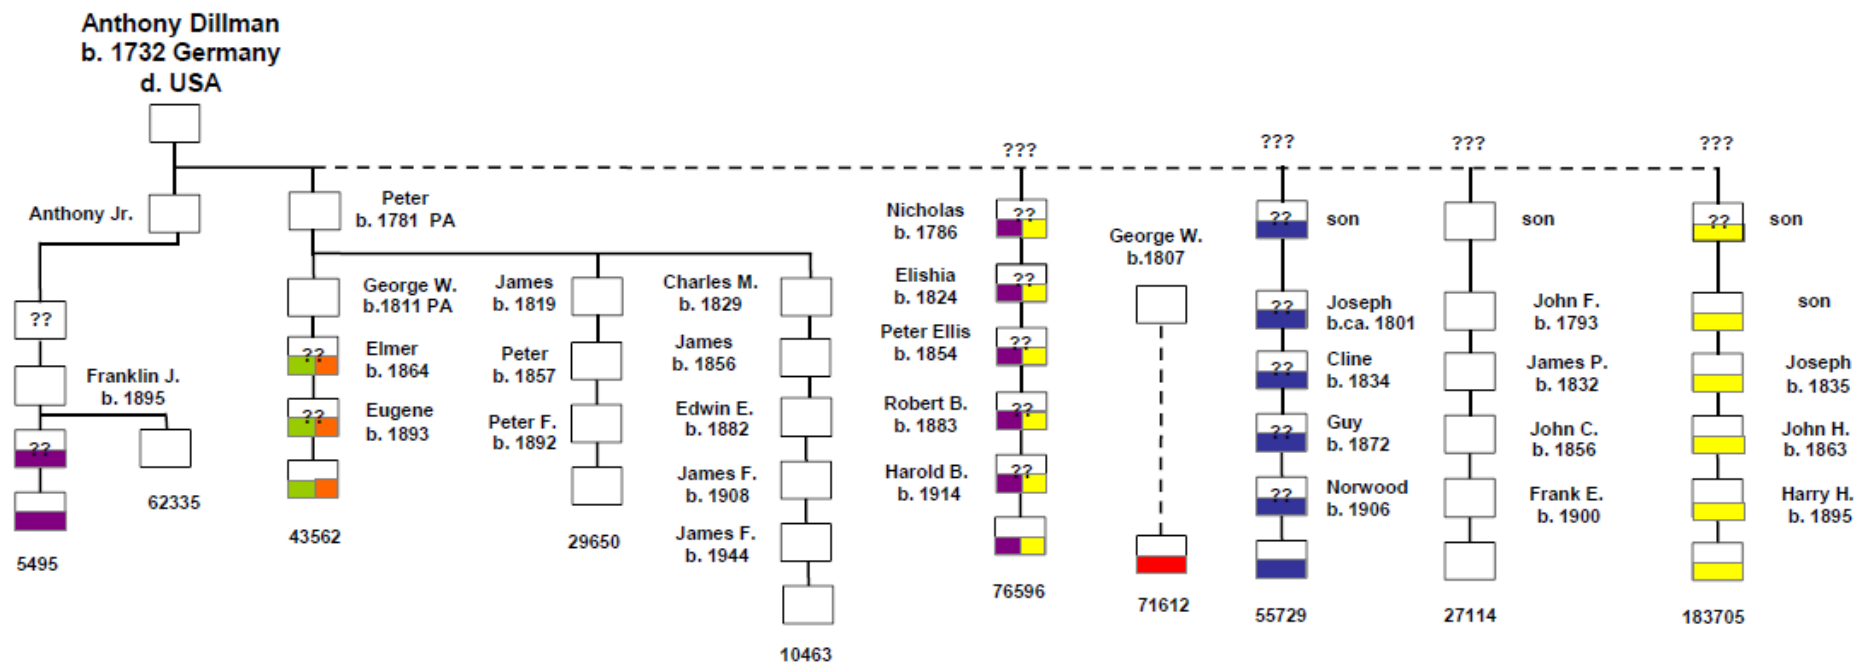 Anthony Dillman
b. 1732 Germany
d. USA
???
???
???
???
Anthony Jr.
Peter
b. 1781 PA
Nicholas
b. 1786
??
George W.
b.1807
??
son
son
??
son
??
Franklin J.
b. 1895
??
62335
5495
George W.
b.1811 PA
??
Elmer
b. 1864
??
Eugene
b. 1893
43562
James
b. 1819
Peter
b. 1857
Peter F.
b. 1892
29650
Charles M.
b. 1829
James
b. 1856
Edwin E.
b. 1882
James F.
b. 1908
James F.
b. 1944
10463
Elishia
b. 1824
??
Peter Ellis
b. 1854
??
Robert B.
b. 1883
??
Harold B.
b. 1914
??
76596
71612
??
Joseph
b.ca. 1801
??
Cline
b. 1834
??
Guy
b. 1872
??
Norwood
b. 1906
55729
John F.
b. 1793
James P.
b. 1832
John C.
b. 1856
Frank E.
b. 1900
27114
son
Joseph
b. 1835
John H.
b. 1863
Harry H.
b. 1895
183705